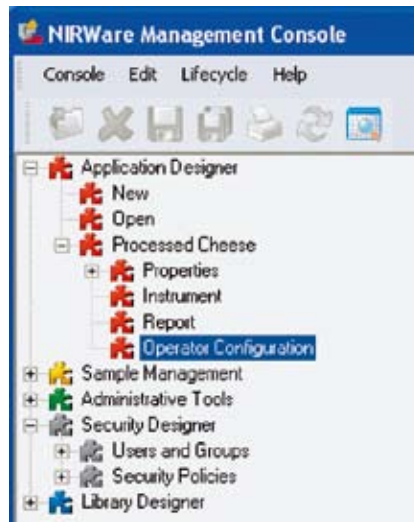 NIRWare Management Console
Console Edit Lifecycle Help
Application Designer
New
Open
Processed Cheese
Properties
Instrument
Report
Operator Configuration
Sample Management
Administrative Tools
Security Designer
Users and Groups
Security Policies
Library Designer